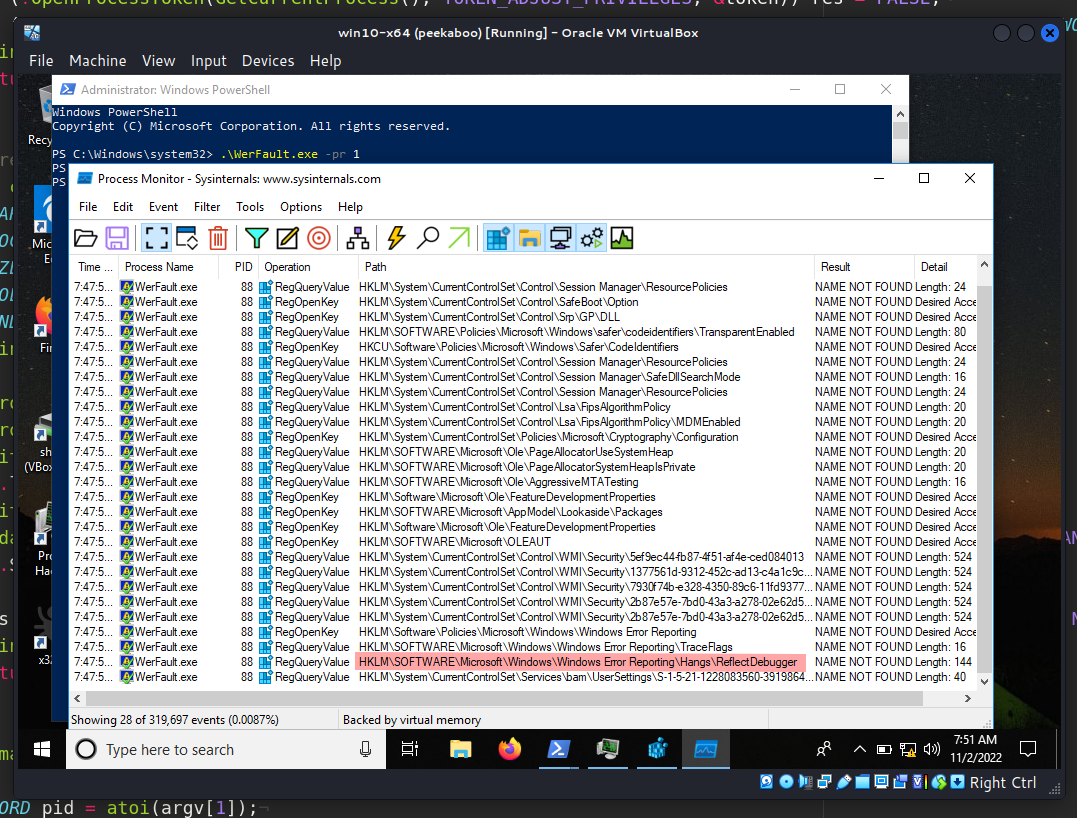 (!OpenProcessToken(GetCurrentProcess(), TOKEN_ADJUST_PRIVILEGES, &token)) res = FALSE;
win10-x64 (peekaboo) [Running] - Oracle VM VirtualBox
File Machine View Input Devices Help
Administrator: Windows PowerShell
Windows PowerShell
Copyright (C) Microsoft Corporation. All rights reserved.
PS C:\Windows\system32> .\WerFault.exe -pr 1
PS
PS
Process Monitor - Sysinternals: www.sysinternals.com
File Edit Event Filter Tools Options Help
Time ... Process Name PID Operation Path Result Detail
7:47:5... WerFault.exe 88 RegQueryValue HKLM\System\CurrentControlSet\Control\Session Manager\ResourcePolicies NAME NOT FOUND Length: 24
7:47:5... WerFault.exe 88 RegOpenKey HKLM\System\CurrentControlSet\Control\SafeBoot\Option NAME NOT FOUND Desired Acce
7:47:5... WerFault.exe 88 RegOpenKey HKLM\System\CurrentControlSet\Control\Srp\GP\DLL NAME NOT FOUND Desired Acce
7:47:5... WerFault.exe 88 RegQueryValue HKLM\SOFTWARE\Policies\Microsoft\Windows\safer\codeidentifiers\TransparentEnabled NAME NOT FOUND Length: 80
7:47:5... WerFault.exe 88 RegOpenKey HKCU\Software\Policies\Microsoft\Windows\Safer\CodeIdentifiers NAME NOT FOUND Desired Acce
7:47:5... WerFault.exe 88 RegQueryValue HKLM\System\CurrentControlSet\Control\Session Manager\ResourcePolicies NAME NOT FOUND Length: 24
7:47:5... WerFault.exe 88 RegQueryValue HKLM\System\CurrentControlSet\Control\Session Manager\SafeDllSearchMode NAME NOT FOUND Length: 16
7:47:5... WerFault.exe 88 RegQueryValue HKLM\System\CurrentControlSet\Control\Session Manager\ResourcePolicies NAME NOT FOUND Length: 24
7:47:5... WerFault.exe 88 RegQueryValue HKLM\System\CurrentControlSet\Control\Lsa\FipsAlgorithmPolicy NAME NOT FOUND Length: 20
7:47:5... WerFault.exe 88 RegQueryValue HKLM\System\CurrentControlSet\Control\Lsa\FipsAlgorithmPolicy\MDMEnabled NAME NOT FOUND Length: 20
7:47:5... WerFault.exe 88 RegOpenKey HKLM\System\CurrentControlSet\Policies\Microsoft\Cryptography\Configuration NAME NOT FOUND Desired Acce
7:47:5... WerFault.exe 88 RegQueryValue HKLM\SOFTWARE\Microsoft\Ole\PageAllocatorUseSystemHeap NAME NOT FOUND Length: 20
7:47:5... WerFault.exe 88 RegQueryValue HKLM\SOFTWARE\Microsoft\Ole\PageAllocatorSystemHeapIsPrivate NAME NOT FOUND Length: 20
7:47:5... WerFault.exe 88 RegQueryValue HKLM\SOFTWARE\Microsoft\Ole\AggressiveMTATesting NAME NOT FOUND Length: 16
7:47:5... WerFault.exe 88 RegOpenKey HKLM\Software\Microsoft\Ole\FeatureDevelopmentProperties NAME NOT FOUND Desired Acce
7:47:5... WerFault.exe 88 RegOpenKey HKLM\SOFTWARE\Microsoft\AppModel\Lookaside\Packages NAME NOT FOUND Desired Acce
7:47:5... WerFault.exe 88 RegOpenKey HKLM\Software\Microsoft\Ole\FeatureDevelopmentProperties NAME NOT FOUND Desired Acce
7:47:5... WerFault.exe 88 RegOpenKey HKLM\SOFTWARE\Microsoft\OLEAUT NAME NOT FOUND Desired Acce
7:47:5... WerFault.exe 88 RegQueryValue HKLM\System\CurrentControlSet\Control\WMI\Security\5ef9ec44-fb87-4f51-af4e-ced084013 NAME NOT FOUND Length: 524
7:47:5... WerFault.exe 88 RegQueryValue HKLM\System\CurrentControlSet\Control\WMI\Security\1377561d-9312-452c-ad13-c4a1c9c... NAME NOT FOUND Length: 524
7:47:5... WerFault.exe 88 RegQueryValue HKLM\System\CurrentControlSet\Control\WMI\Security\7930f74b-e328-4350-89c6-11fd9377... NAME NOT FOUND Length: 524
7:47:5... WerFault.exe 88 RegQueryValue HKLM\System\CurrentControlSet\Control\WMI\Security\2b87e57e-7bd0-43a3-a278-02e62d5... NAME NOT FOUND Length: 524
7:47:5... WerFault.exe 88 RegQueryValue HKLM\System\CurrentControlSet\Control\WMI\Security\2b87e57e-7bd0-43a3-a278-02e62d5... NAME NOT FOUND Length: 524
7:47:5... WerFault.exe 88 RegOpenKey HKLM\Software\Policies\Microsoft\Windows\Windows Error Reporting NAME NOT FOUND Desired Acce
7:47:5... WerFault.exe 88 RegQueryValue HKLM\SOFTWARE\Microsoft\Windows\Windows Error Reporting\TraceFlags NAME NOT FOUND Length: 16
7:47:5... WerFault.exe 88 RegQueryValue HKLM\SOFTWARE\Microsoft\Windows\Windows Error Reporting\Hangs\ReflectDebugger NAME NOT FOUND Length: 144
7:47:5... WerFault.exe 88 RegQueryValue HKLM\System\CurrentControlSet\Services\bam\UserSettings\S-1-5-21-1228083560-3919864... NAME NOT FOUND Length: 40
Showing 28 of 319,697 events (0.0087%) Backed by virtual memory
Type here to search
7:51 AM
11/2/2022
Right Ctrl
pid = atoi(argv[1]);